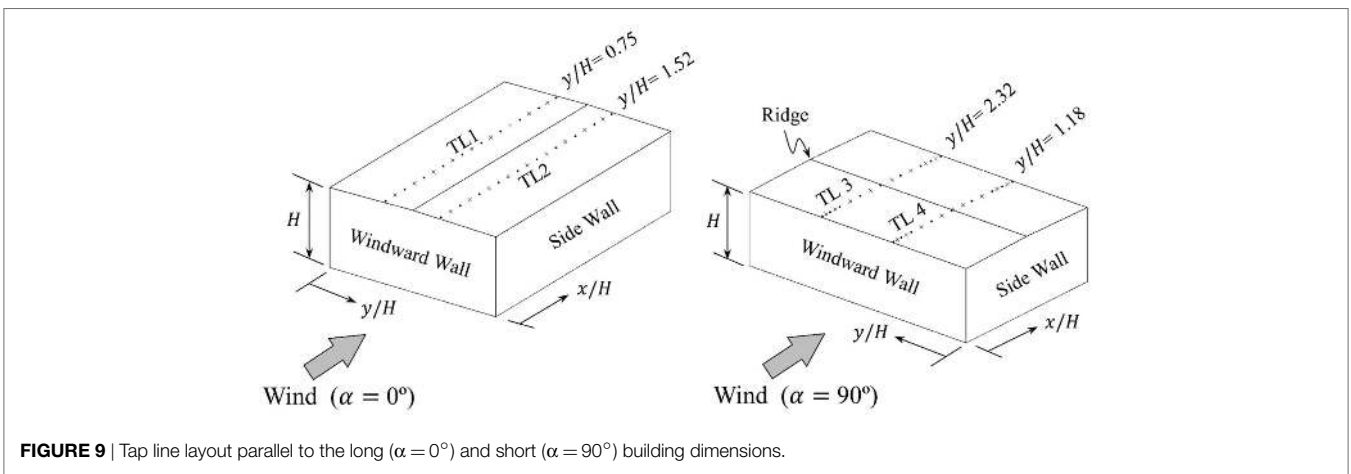 y/H= 0.75
y/H= 1.52
TL1
TL2
H
Windward Wall
Side Wall
y/H
x/H
Wind (α = 0º)
Ridge
y/H= 2.32
y/H= 1.18
TL 3
TL 4
H
Windward Wall
Side Wall
y/H
x/H
Wind (α = 90º)
FIGURE 9 | Tap line layout parallel to the long (α = 0°) and short (α = 90°) building dimensions.